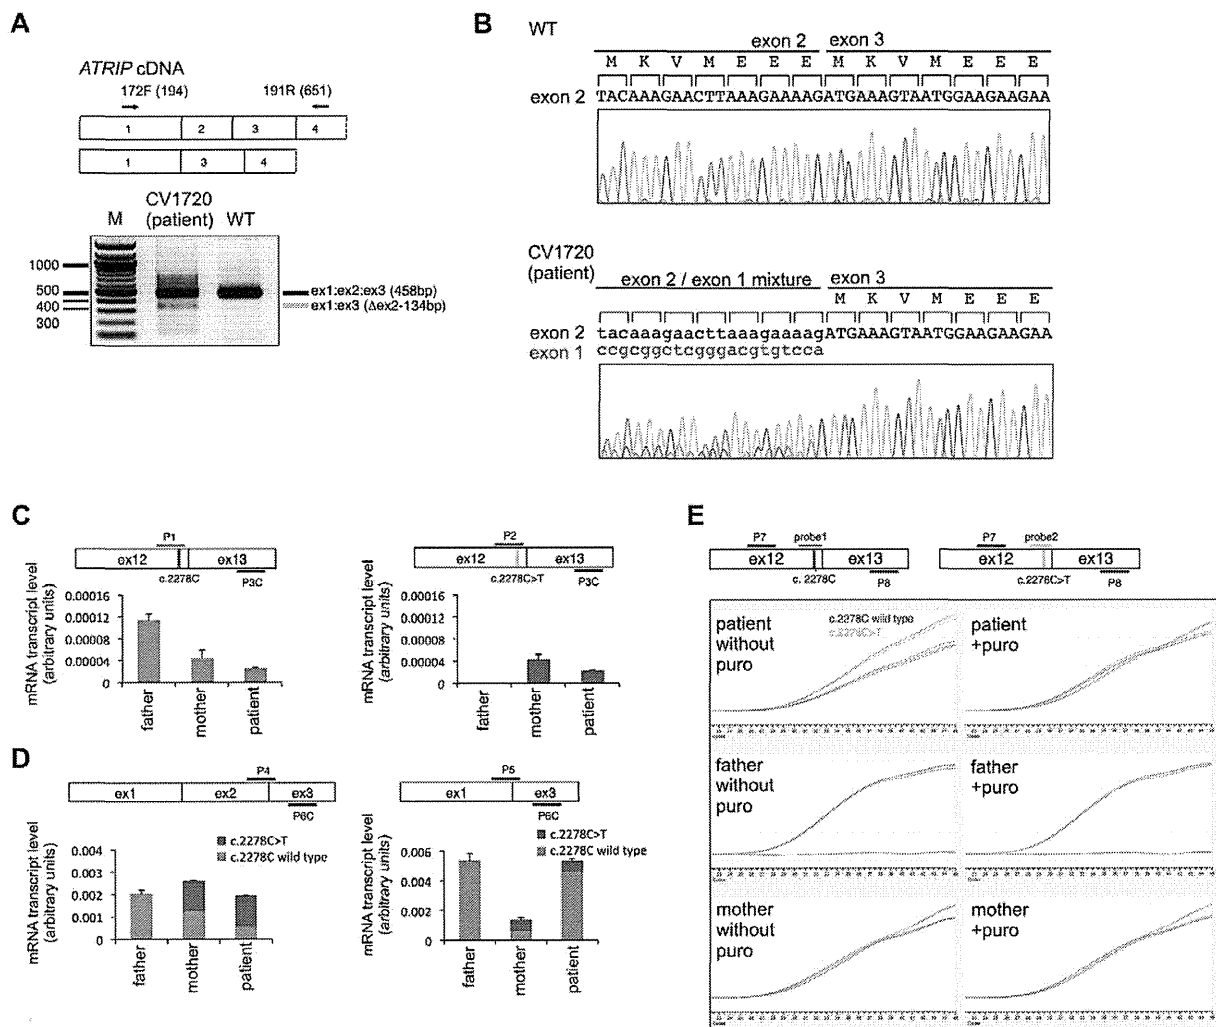 A
ATRIP cDNA
172F (194)
191R (651)
1
2
3
4
1
3
4
M
CV1720
(patient)
WT
1000
500
400
300
ex1:ex2:ex3 (458bp)
ex1:ex3 (Δex2-134bp)
B
WT
exon 2
exon 3
M K V M E E E M K V M E E E
exon 2
TACAAAGAACTTAAAGAAAAGATGAAAGTAATGGAAGAAGAA
CV1720
(patient)
exon 2 / exon 1 mixture
exon 3
M K V M E E E
exon 2 tacaaagaacttaaagaaaagATGAAAGTAATGGAAGAAGAA
exon 1 ccgcggctcgggacgtgtcca
C
P1
ex12
ex13
c.2278C
P3C
mRNA transcript level
(arbitrary units)
0.00016
0.00012
0.00008
0.00004
0
father
mother
patient
P2
ex12
ex13
c.2278C>T
P3C
mRNA transcript level
(arbitrary units)
0.00016
0.00012
0.00008
0.00004
0
father
mother
patient
D
P4
ex1
ex2
ex3
P6C
c.2278C>T
c.2278C wild type
mRNA transcript level
(arbitrary units)
0.004
0.003
0.002
0.001
0
father
mother
patient
P5
ex1
ex3
P6C
c.2278C>T
c.2278C wild type
mRNA transcript level
(arbitrary units)
0.006
0.004
0.002
0
father
mother
patient
E
P7
probe1
ex12
ex13
c. 2278C
P8
P7
probe2
ex12
ex13
c.2278C>T
P8
patient
without
puro
c.2278C wild type
c.2278C>T
patient
+puro
father
without
puro
father
+puro
mother
without
puro
mother
+puro